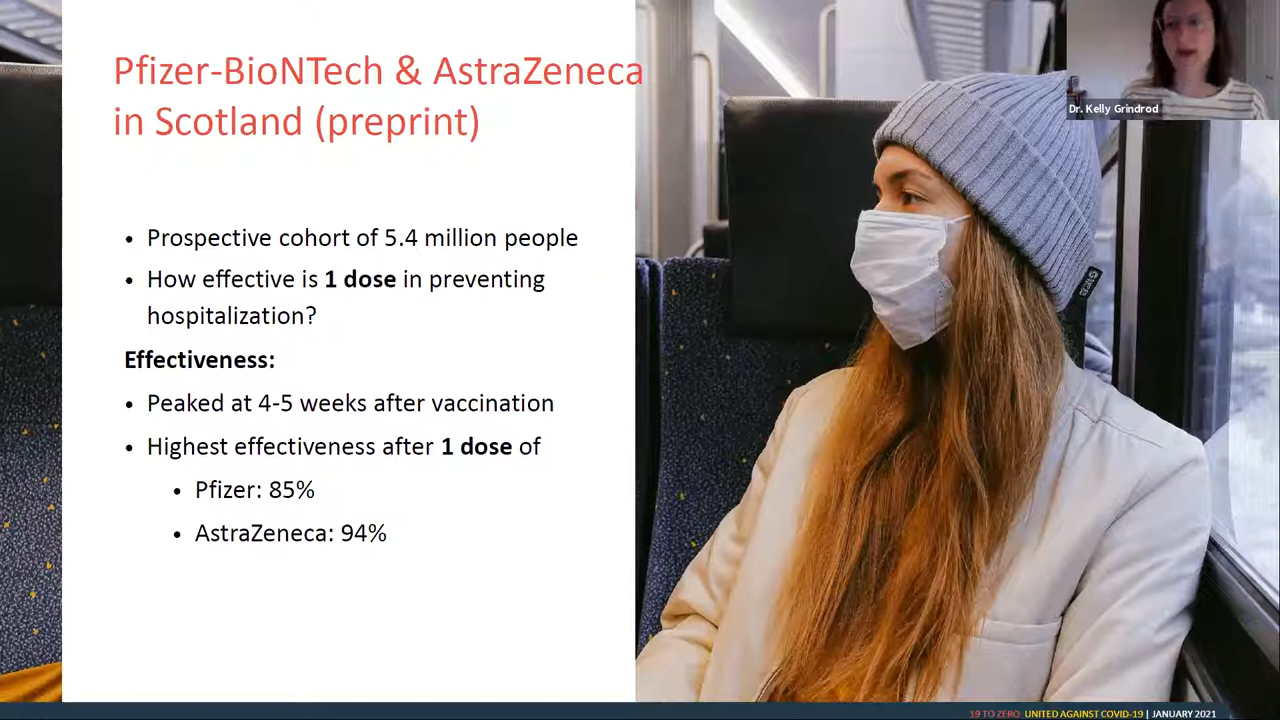 Pfizer-BioNTech & AstraZeneca
in Scotland (preprint)
• Prospective cohort of 5.4 million people
• How effective is 1 dose in preventing
hospitalization?
Effectiveness:
• Peaked at 4-5 weeks after vaccination
• Highest effectiveness after 1 dose of
• Pfizer: 85%
• AstraZeneca: 94%
Dr. Kelly Grindrod
19 TO ZERO UNITED AGAINST COVID-19 | JANUARY 2021